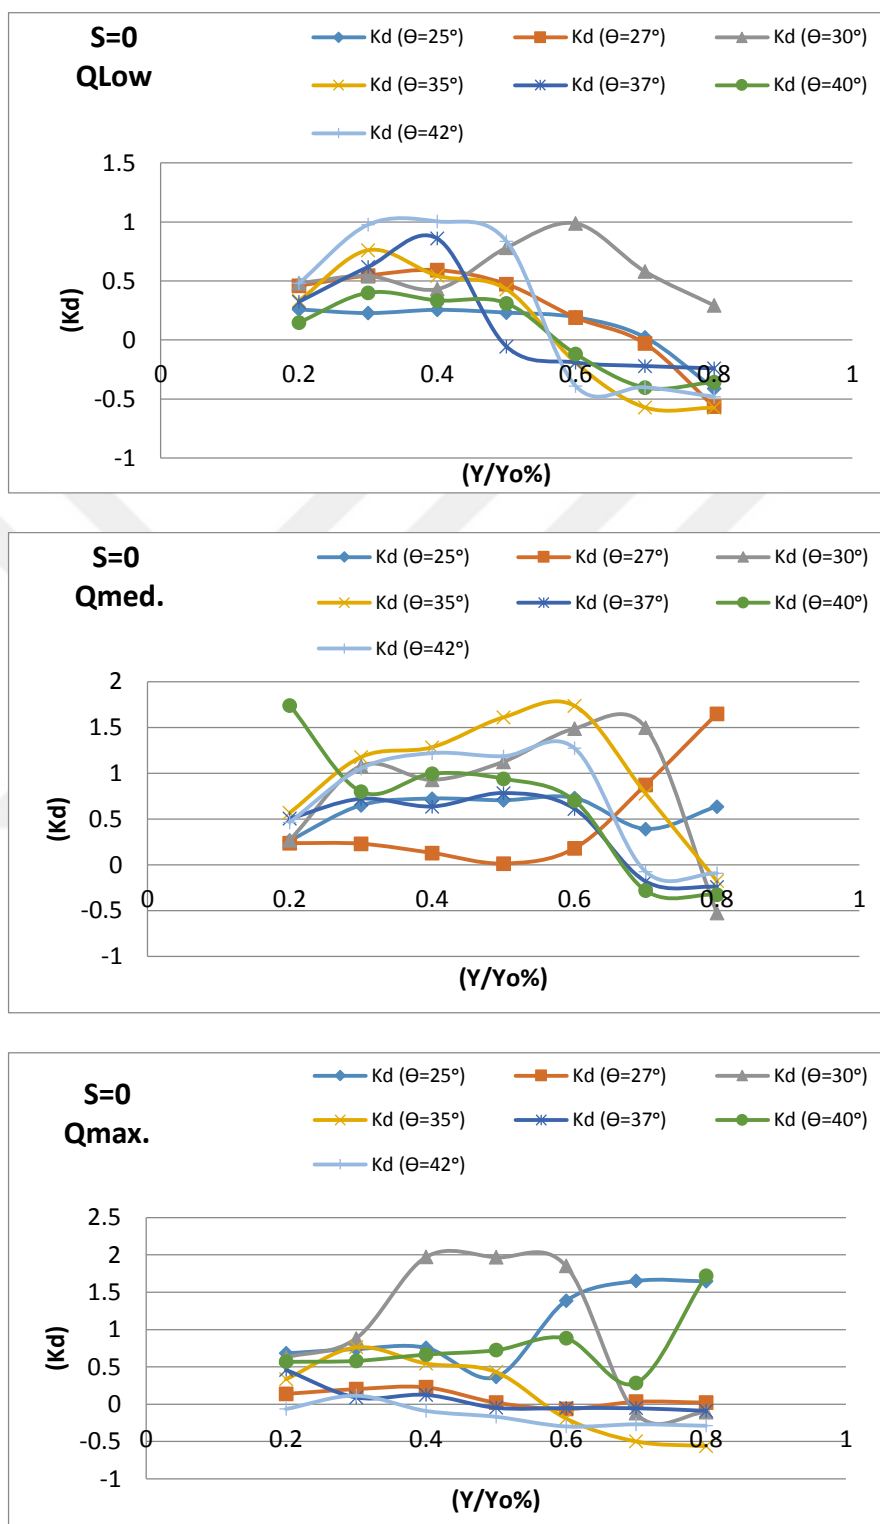 S=0
QLow
Kd (Ө=25°) Kd (Ө=27°) Kd (Ө=30°)
Kd (Ө=35°) Kd (Ө=37°) Kd (Ө=40°)
Kd (Ө=42°)
1.5
1
0.5
0
-0.5
-1
0 0.2 0.4 0.6 0.8 1
(Kd)
(Y/Yo%)
S=0
Qmed.
Kd (Ө=25°) Kd (Ө=27°) Kd (Ө=30°)
Kd (Ө=35°) Kd (Ө=37°) Kd (Ө=40°)
Kd (Ө=42°)
2
1.5
1
0.5
0
-0.5
-1
0 0.2 0.4 0.6 0.8 1
(Kd)
(Y/Yo%)
S=0
Qmax.
Kd (Ө=25°) Kd (Ө=27°) Kd (Ө=30°)
Kd (Ө=35°) Kd (Ө=37°) Kd (Ө=40°)
Kd (Ө=42°)
2.5
2
1.5
1
0.5
0
-0.5
-1
0 0.2 0.4 0.6 0.8 1
(Kd)
(Y/Yo%)